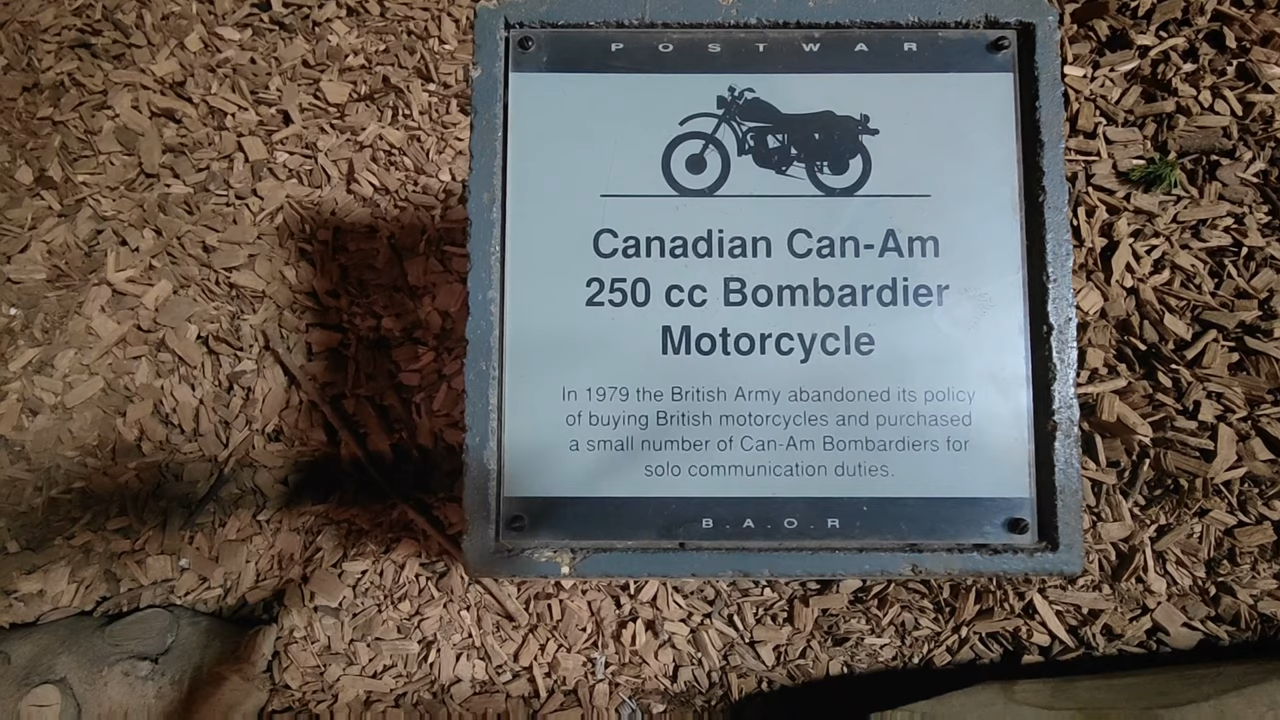 POSTWAR
Canadian Can-Am
250 cc Bombardier
Motorcycle
In 1979 the British Army abandoned its policy
of buying British motorcycles and purchased
a small number of Can-Am Bombardiers for
solo communication duties.
B.A.O.R